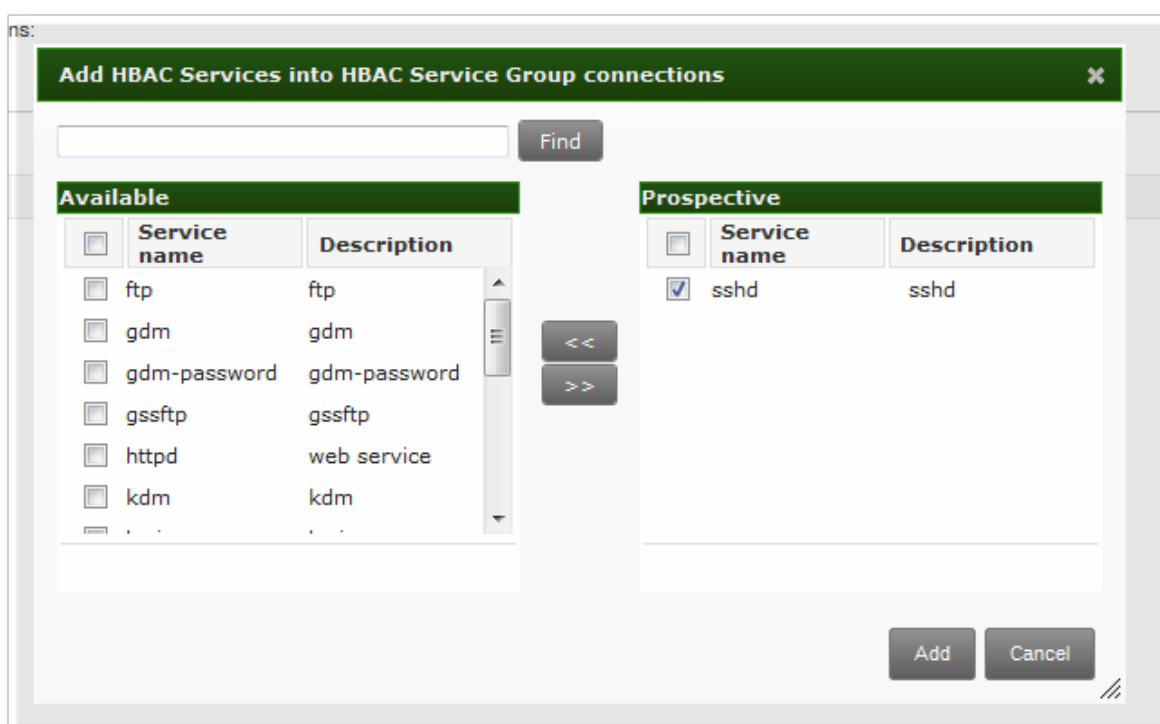 ns:
Add HBAC Services into HBAC Service Group connections
Find
Available
Prospective
Service name Description
Service name Description
ftp ftp
sshd sshd
gdm gdm
gdm-password gdm-password
gssftp gssftp
httpd web service
kdm kdm
<<
>>
Add Cancel